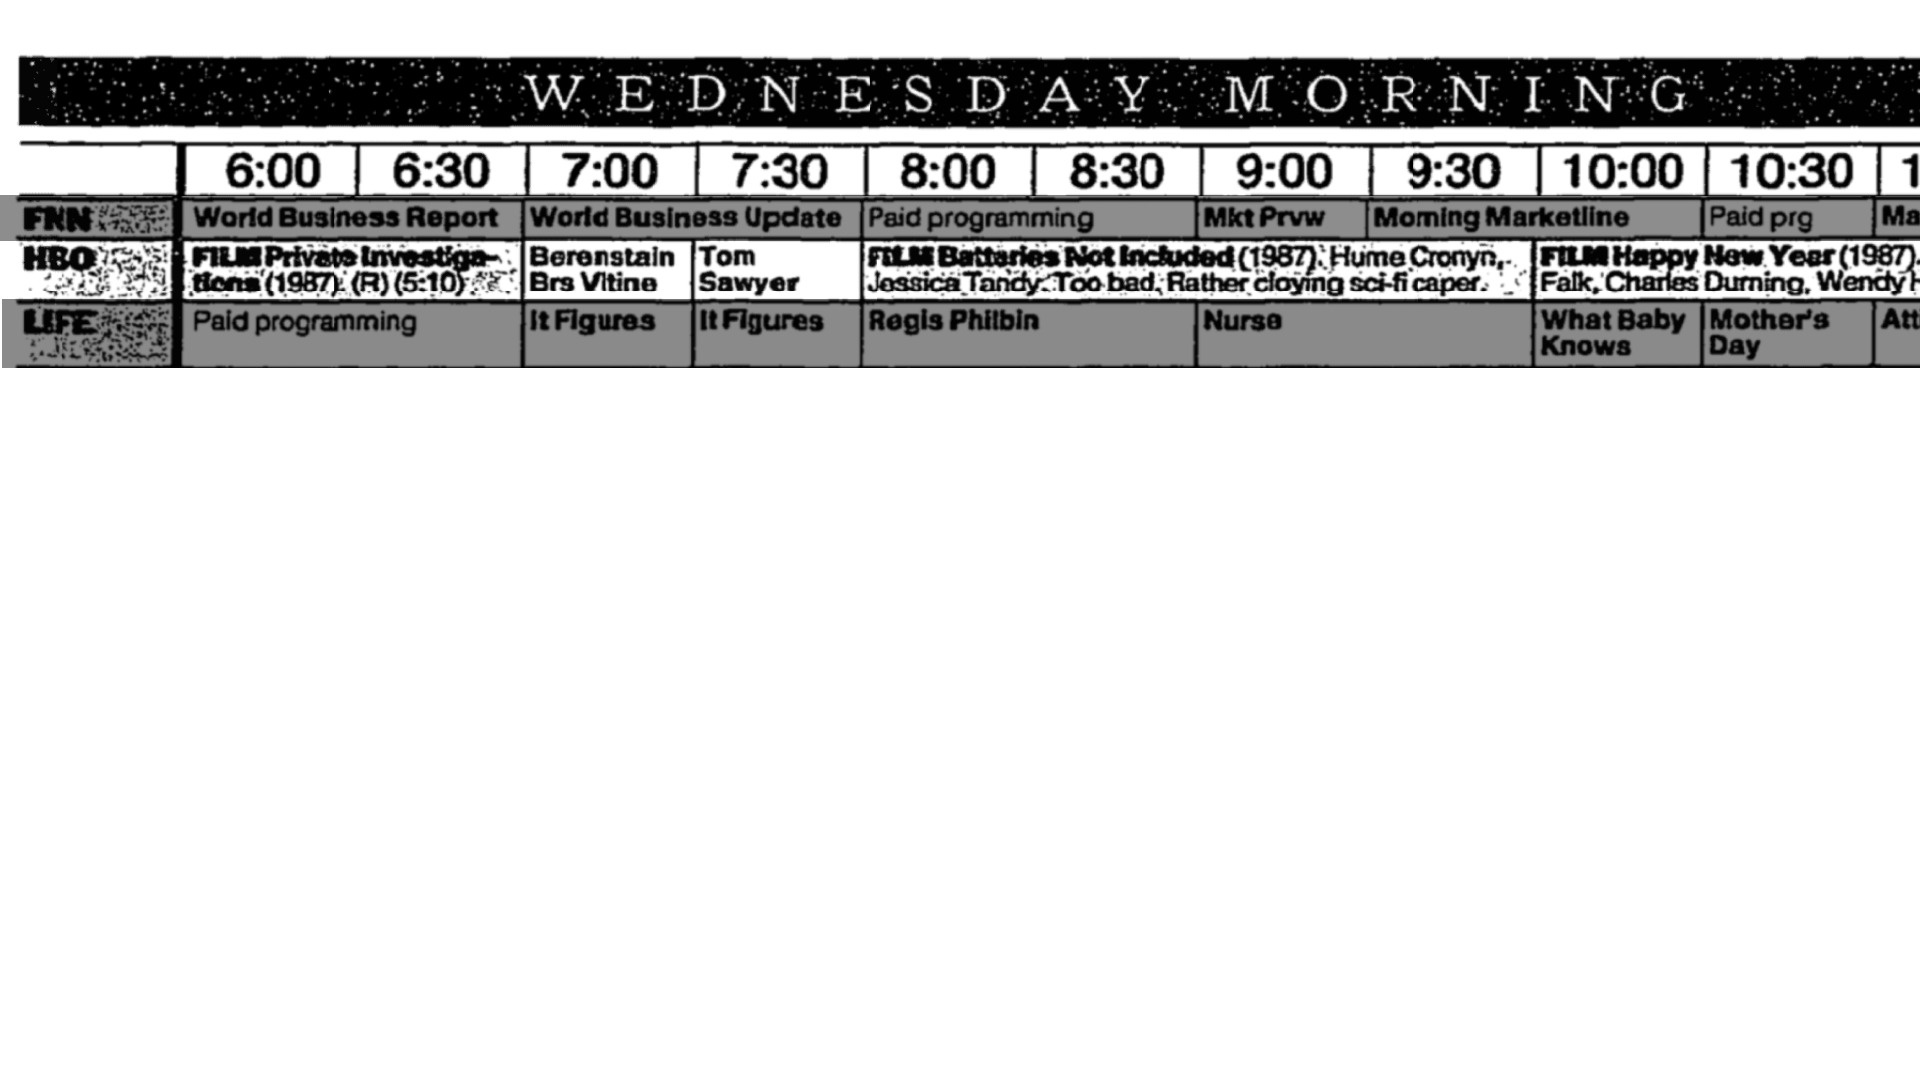 WEDNESDAY MORNING
6:00 6:30 7:00 7:30 8:00 8:30 9:00 9:30 10:00 10:30 1
FNN World Business Report World Business Update Paid programming Mkt Prvw Morning Marketline Paid prg Ma
HBO FILM Private Investiga- Berenstain Tom FILM Batteries Not Included (1987). Hume Cronyn, FILM Happy New Year (1987).
tions (1987). (R) (5:10) Brs Vltine Sawyer Jessica Tandy. Too bad. Rather cloying sci-fi caper. Falk, Charles Durning, Wendy
LIFE Paid programming It Figures It Figures Regis Philbin Nurse What Baby Mother's Att
Knows Day